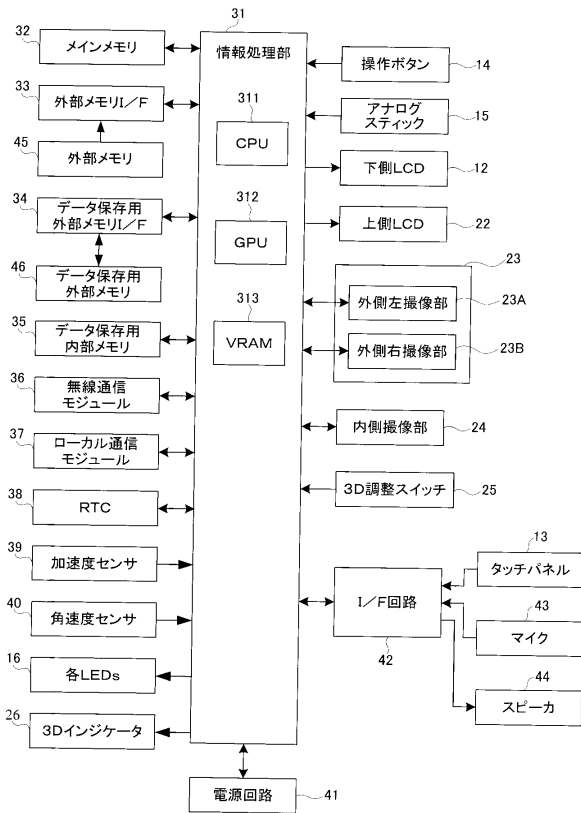 31
情報処理部
311
CPU
312
GPU
313
VRAM
32
メインメモリ
33
外部メモリI/F
45
外部メモリ
34
データ保存用
外部メモリI/F
46
データ保存用
外部メモリ
35
データ保存用
内部メモリ
36
無線通信
モジュール
37
ローカル通信
モジュール
38
RTC
39
加速度センサ
40
角速度センサ
16
各LEDs
26
3Dインジケータ
操作ボタン
14
アナログ
スティック
15
下側LCD
12
上側LCD
22
23
外側左撮像部
23A
外側右撮像部
23B
内側撮像部
24
3D調整スイッチ
25
I/F回路
42
13
タッチパネル
43
マイク
44
スピーカ
電源回路
41